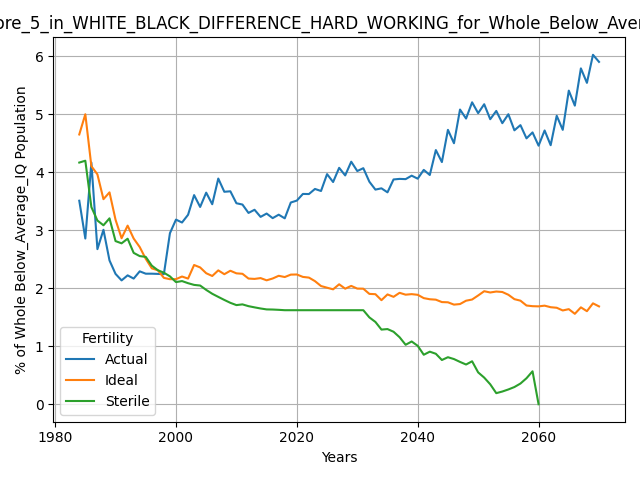 ore_5_in_WHITE_BLACK_DIFFERENCE_HARD_WORKING_for_Whole_Below_Aver
% of Whole Below_Average_IQ Population
6
5
4
3
2
1
0
Fertility
Actual
Ideal
Sterile
1980
2000
2020
2040
2060
Years